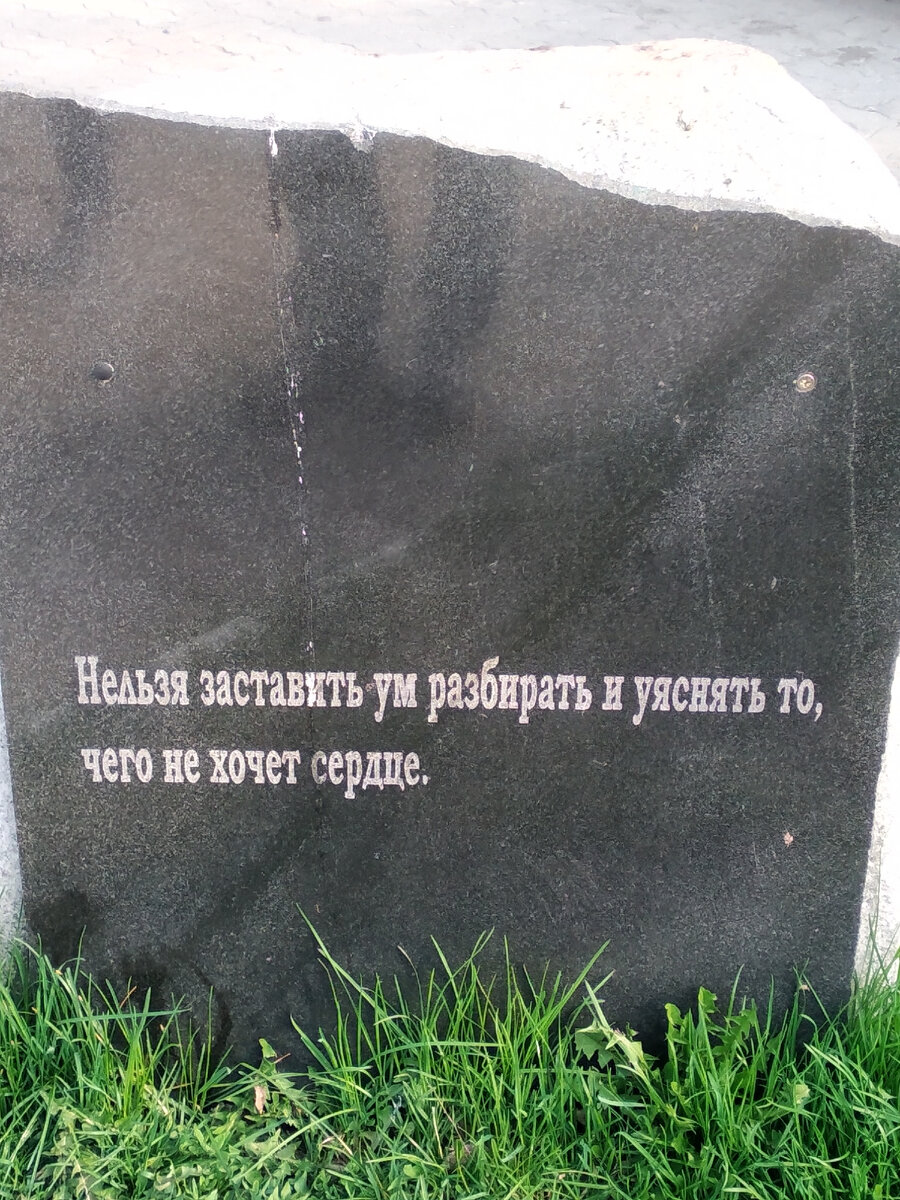 Нельзя заставить ум разбирать и уяснять то,
чего не хочет сердце.